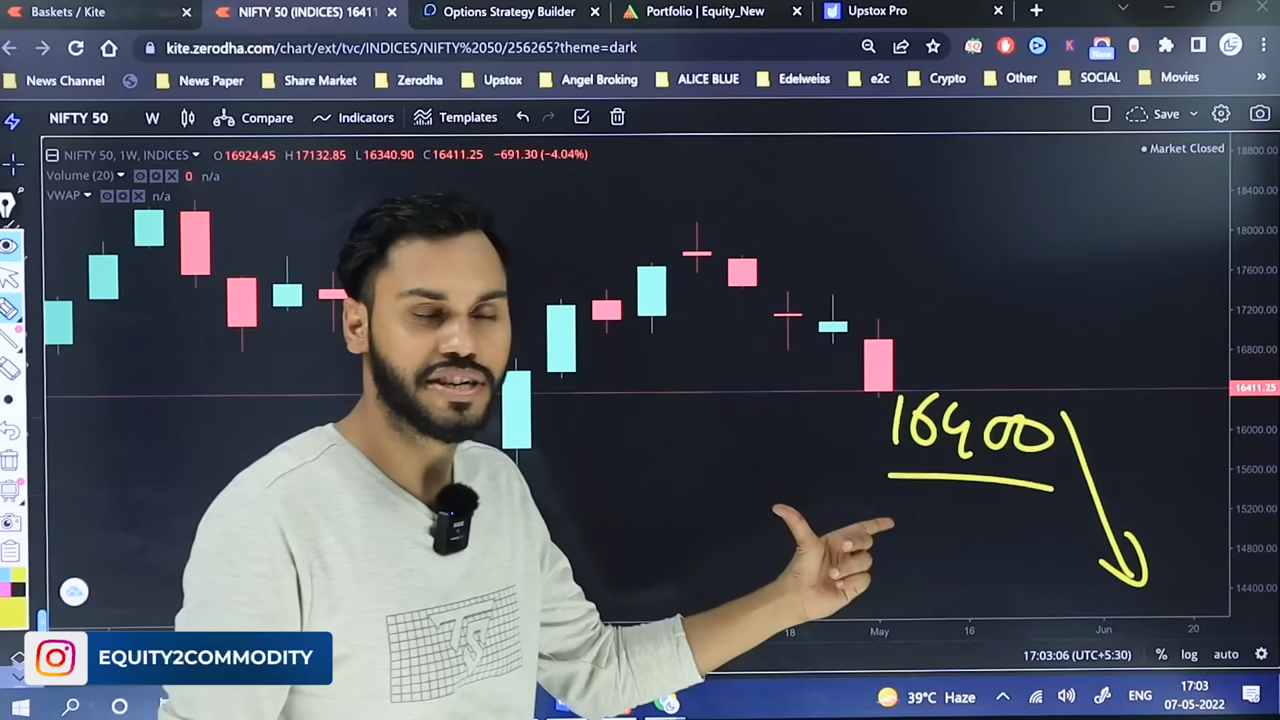 Baskets / Kite
NIFTY 50 (INDICES) 16411
Options Strategy Builder
Portfolio | Equity_New
Upstox Pro
kite.zerodha.com/chart/ext/tvc/INDICES/NIFTY%2050/256265?theme=dark
New
News Channel
News Paper
Share Market
Zerodha
Upstox
Angel Broking
ALICE BLUE
Edelweiss
e2c
Crypto
Other
SOCIAL
Movies
NIFTY 50
W
Compare
Indicators
Templates
Save
NIFTY 50, 1W, INDICES O16924.45 H17132.85 L16340.90 C16411.25 −691.30 (−4.04%)
Market Closed
Volume (20) 0 n/a
VWAP n/a
18800.00
18400.00
18000.00
17600.00
17200.00
16800.00
16411.25
16000.00
15600.00
15200.00
14800.00
14400.00
16400
TS
18
May
16
Jun
20
17:03:06 (UTC+5:30)
%
log
auto
EQUITY2COMMODITY
39°C Haze
ENG
17:03
07-05-2022